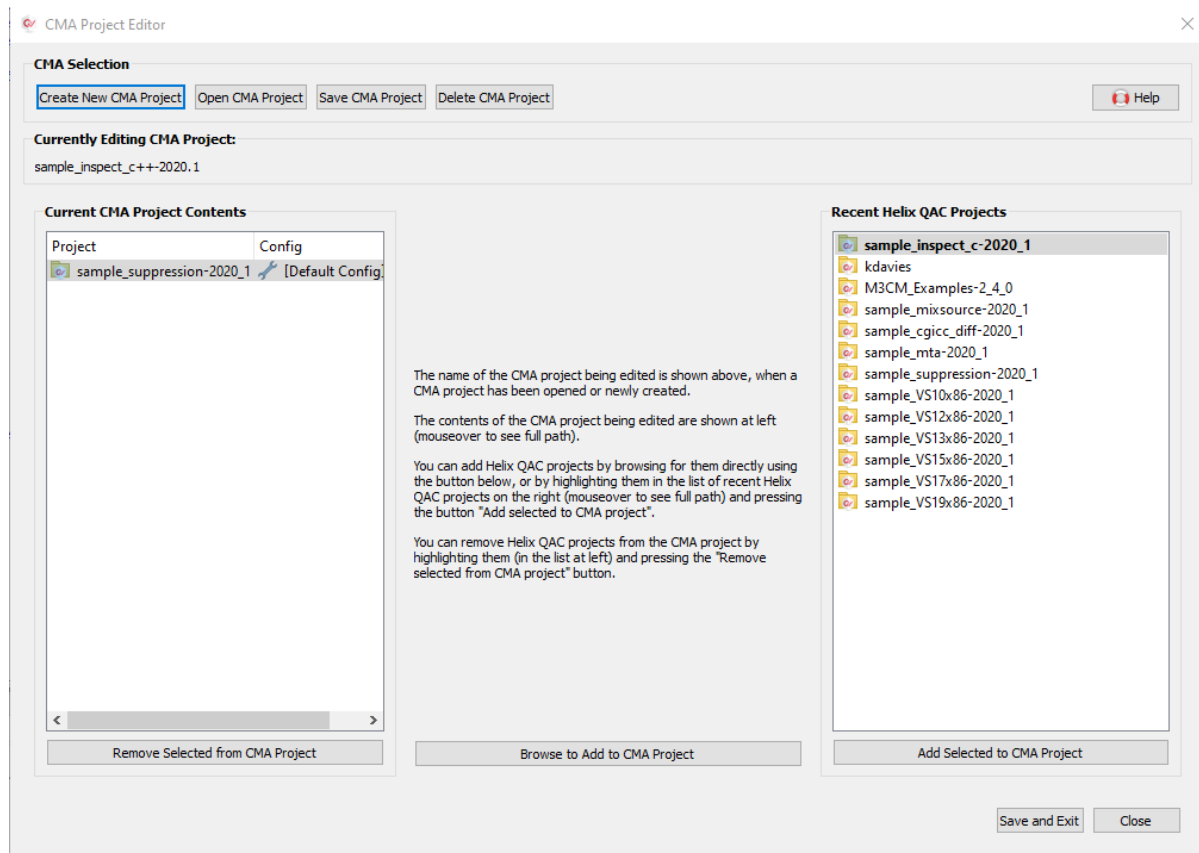 CMA Project Editor
CMA Selection
Create New CMA Project
Open CMA Project
Save CMA Project
Delete CMA Project
Help
Currently Editing CMA Project:
sample_inspect_c++-2020.1
Current CMA Project Contents
Project Config
sample_suppression-2020_1 [Default Config]
Remove Selected from CMA Project
The name of the CMA project being edited is shown above, when a
CMA project has been opened or newly created.
The contents of the CMA project being edited are shown at left
(mouseover to see full path).
You can add Helix QAC projects by browsing for them directly using
the button below, or by highlighting them in the list of recent Helix
QAC projects on the right (mouseover to see full path) and pressing
the button "Add selected to CMA project".
You can remove Helix QAC projects from the CMA project by
highlighting them (in the list at left) and pressing the "Remove
selected from CMA project" button.
Browse to Add to CMA Project
Recent Helix QAC Projects
sample_inspect_c-2020_1
kdavies
M3CM_Examples-2_4_0
sample_mixsource-2020_1
sample_cgicc_diff-2020_1
sample_mta-2020_1
sample_suppression-2020_1
sample_VS10x86-2020_1
sample_VS12x86-2020_1
sample_VS13x86-2020_1
sample_VS15x86-2020_1
sample_VS17x86-2020_1
sample_VS19x86-2020_1
Add Selected to CMA Project
Save and Exit
Close